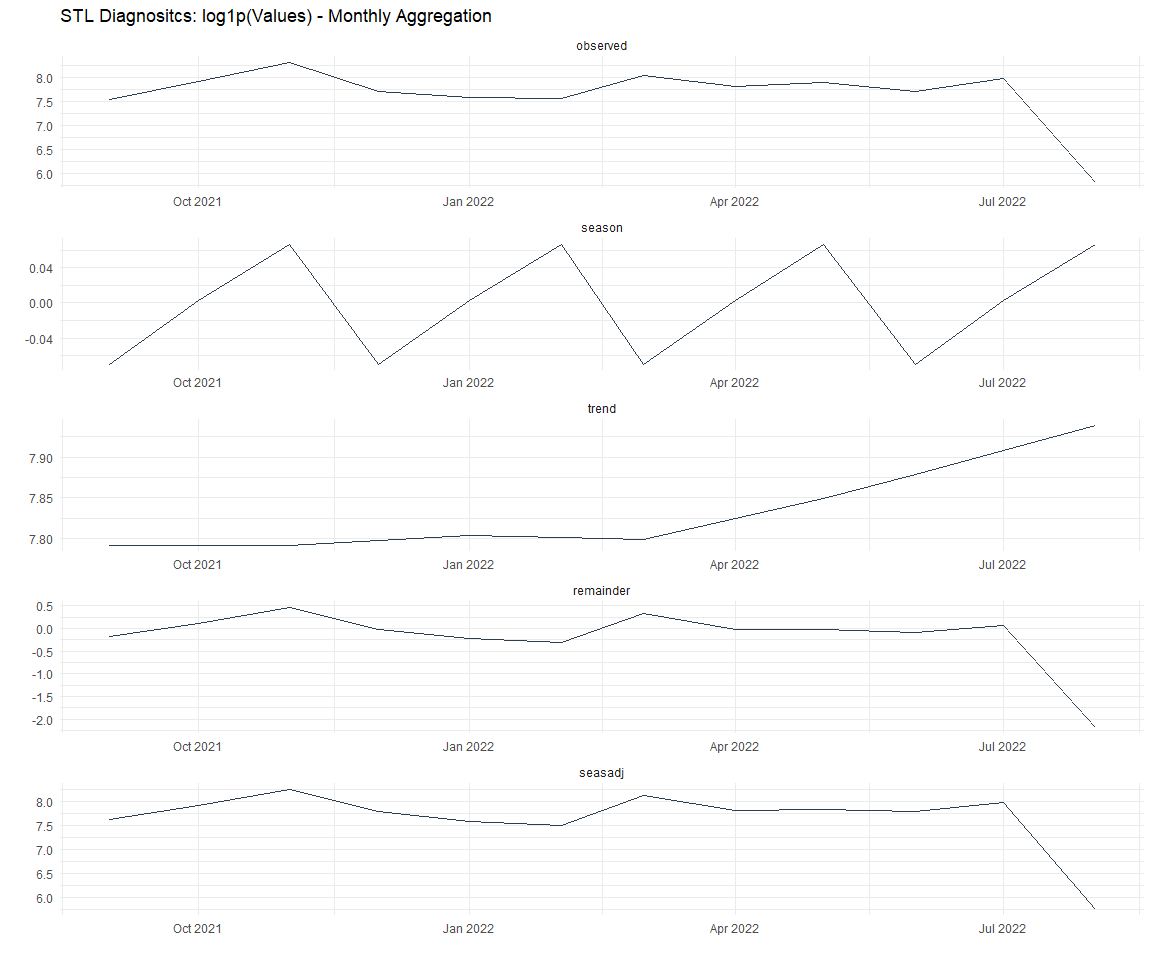 STL Diagnositcs: log1p(Values) - Monthly Aggregation
observed
8.0
7.5
7.0
6.5
6.0
Oct 2021 Jan 2022 Apr 2022 Jul 2022
season
0.04
0.00
-0.04
Oct 2021 Jan 2022 Apr 2022 Jul 2022
trend
7.90
7.85
7.80
Oct 2021 Jan 2022 Apr 2022 Jul 2022
remainder
0.5
0.0
-0.5
-1.0
-1.5
-2.0
Oct 2021 Jan 2022 Apr 2022 Jul 2022
seasadj
8.0
7.5
7.0
6.5
6.0
Oct 2021 Jan 2022 Apr 2022 Jul 2022